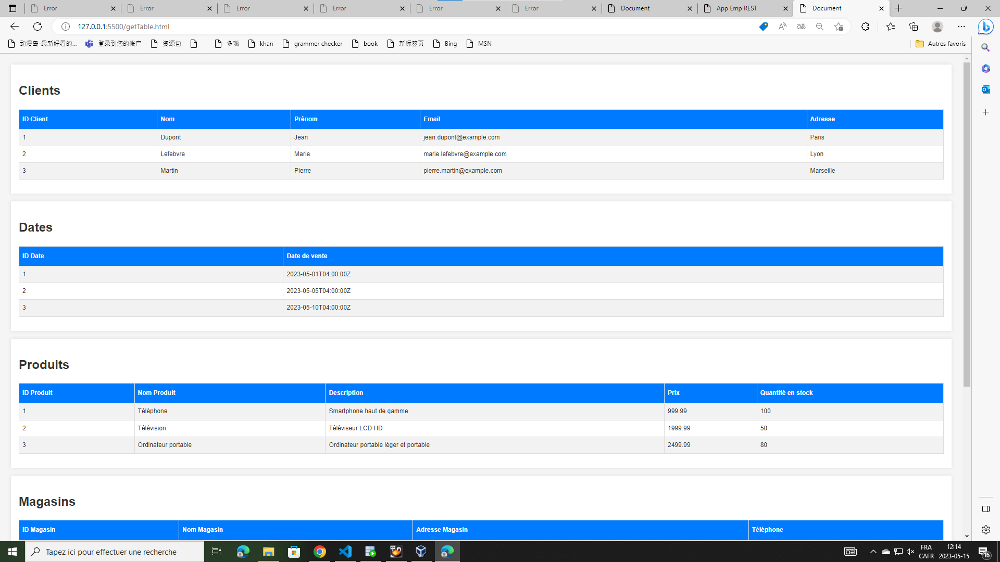 Error Error Error Error Error Error Document App Emp REST Document
127.0.0.1:5500/getTable.html
动漫岛-最新好看的... 登录到您的帐户 资源包 多瑙 khan grammer checker book 新标签页 Bing MSN Autres favoris
Clients
ID Client Nom Prénom Email Adresse
1 Dupont Jean jean.dupont@example.com Paris
2 Lefebvre Marie marie.lefebvre@example.com Lyon
3 Martin Pierre pierre.martin@example.com Marseille
Dates
ID Date Date de vente
1 2023-05-01T04:00:00Z
2 2023-05-05T04:00:00Z
3 2023-05-10T04:00:00Z
Produits
ID Produit Nom Produit Description Prix Quantité en stock
1 Téléphone Smartphone haut de gamme 999.99 100
2 Télévision Téléviseur LCD HD 1999.99 50
3 Ordinateur portable Ordinateur portable léger et portable 2499.99 80
Magasins
ID Magasin Nom Magasin Adresse Magasin Téléphone
Tapez ici pour effectuer une recherche
FRA 12:14
CAFR 2023-05-15 16